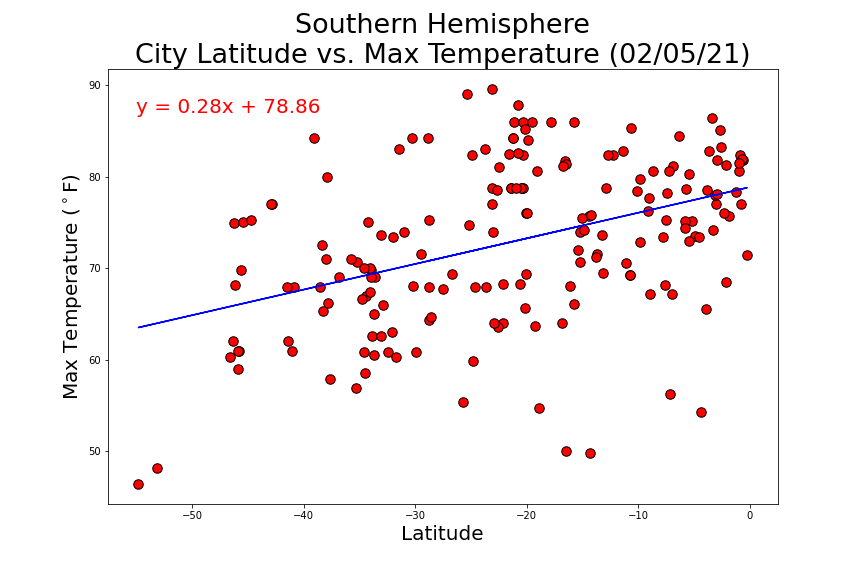 Southern Hemisphere
City Latitude vs. Max Temperature (02/05/21)
y = 0.28x + 78.86
Max Temperature (°F)
90
80
70
60
50
−50
−40
−30
−20
−10
0
Latitude